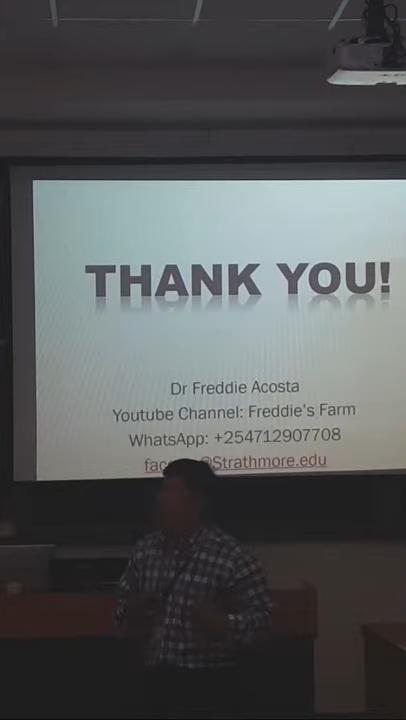 THANK YOU!
Dr Freddie Acosta
Youtube Channel: Freddie's Farm
WhatsApp: +254712907708
@Strathmore.edu